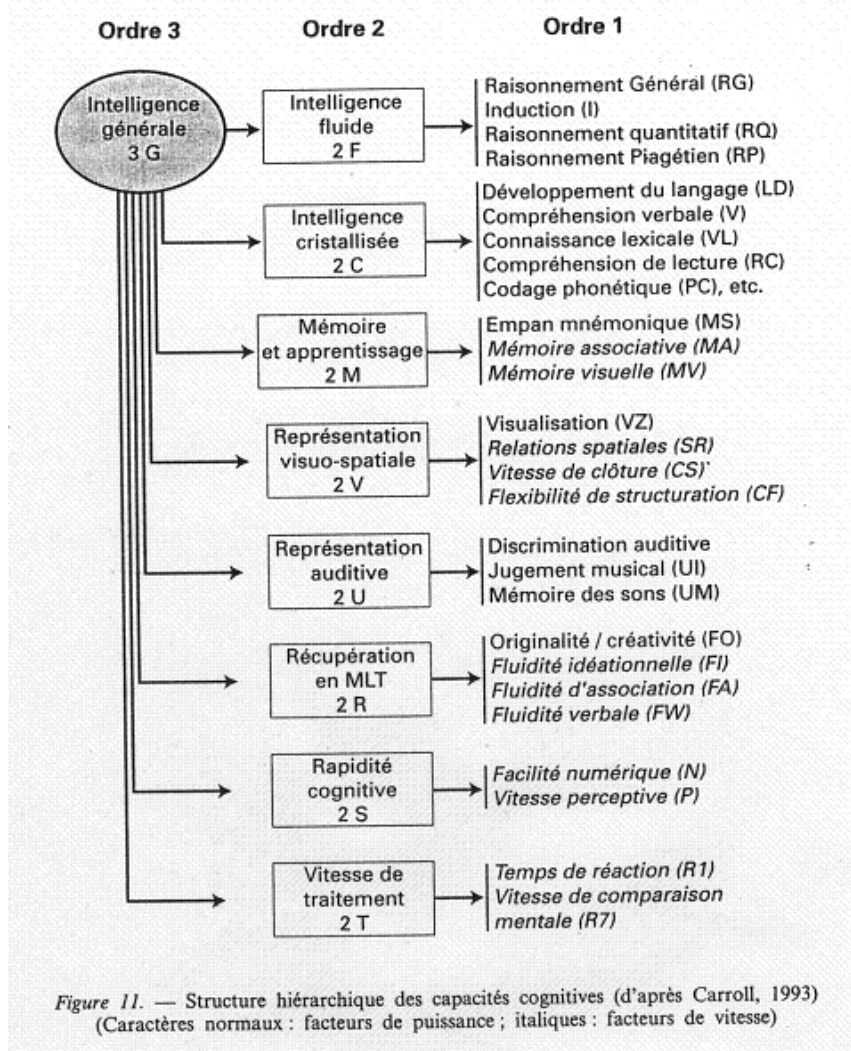 Ordre 3
Ordre 2
Ordre 1
Intelligence
générale
3 G
Intelligence
fluide
2 F
Raisonnement Général (RG)
Induction (I)
Raisonnement quantitatif (RQ)
Raisonnement Piagétien (RP)
Intelligence
cristallisée
2 C
Développement du langage (LD)
Compréhension verbale (V)
Connaissance lexicale (VL)
Compréhension de lecture (RC)
Codage phonétique (PC), etc.
Mémoire
et apprentissage
2 M
Empan mnémonique (MS)
Mémoire associative (MA)
Mémoire visuelle (MV)
Représentation
visuo-spatiale
2 V
Visualisation (VZ)
Relations spatiales (SR)
Vitesse de clôture (CS)
Flexibilité de structuration (CF)
Représentation
auditive
2 U
Discrimination auditive
Jugement musical (UI)
Mémoire des sons (UM)
Récupération
en MLT
2 R
Originalité / créativité (FO)
Fluidité idéationnelle (FI)
Fluidité d'association (FA)
Fluidité verbale (FW)
Rapidité
cognitive
2 S
Facilité numérique (N)
Vitesse perceptive (P)
Vitesse de
traitement
2 T
Temps de réaction (R1)
Vitesse de comparaison
mentale (R7)
Figure 11. — Structure hiérarchique des capacités cognitives (d'après Carroll, 1993)
(Caractères normaux : facteurs de puissance ; italiques : facteurs de vitesse)